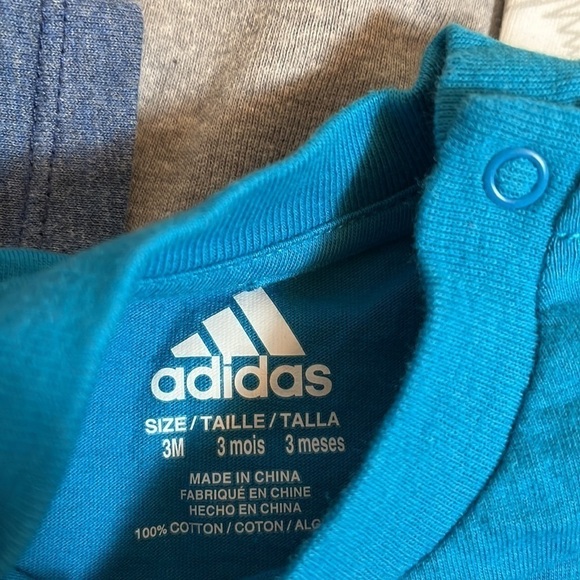 adidas
SIZE / TAILLE / TALLA
3M 3 mois 3 meses
MADE IN CHINA
FABRIQUÉ EN CHINE
HECHO EN CHINA
100% COTTON / COTON / ALG